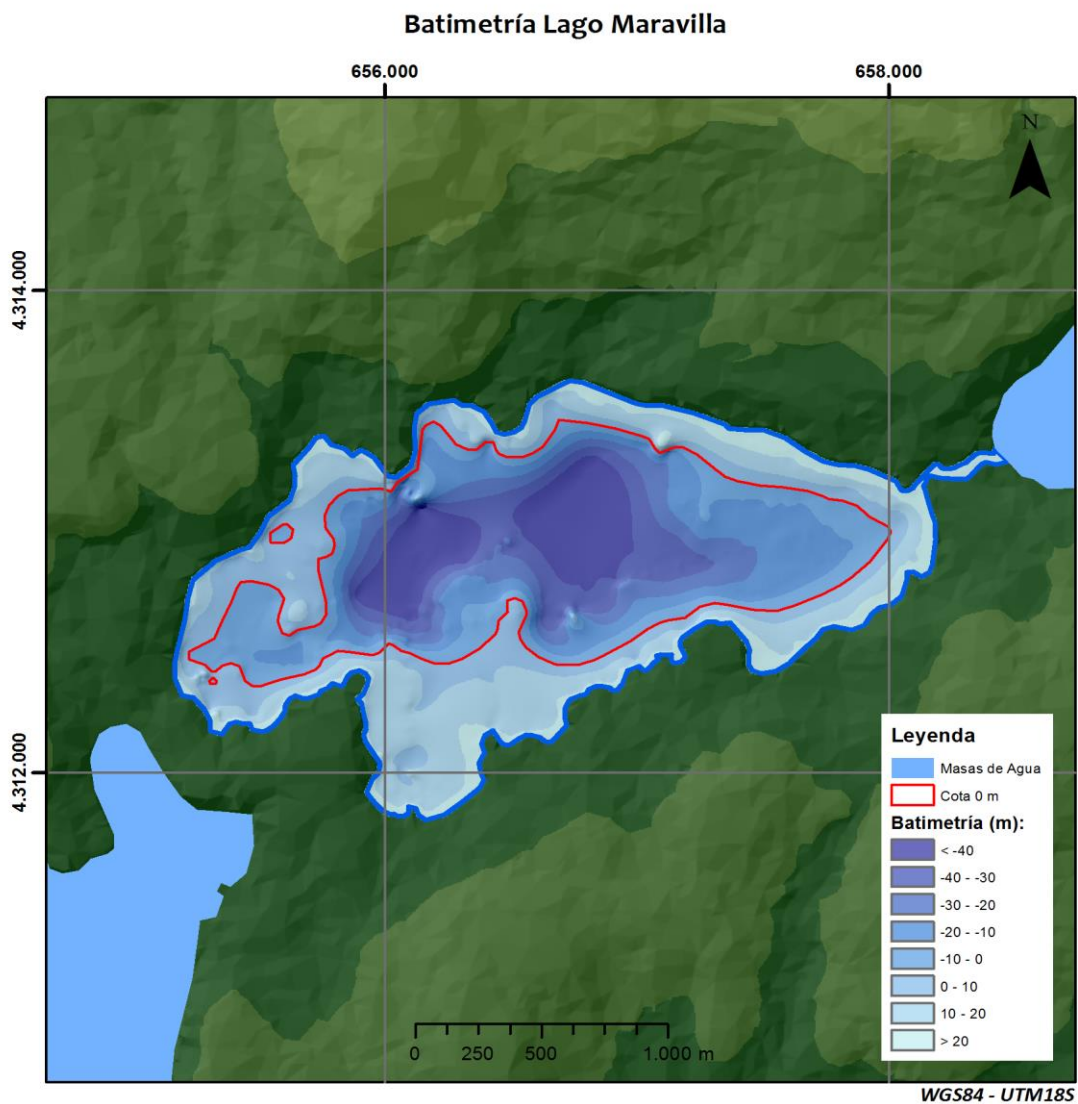 Batimetría Lago Maravilla
656.000
658.000
N
4.314.000
4.312.000
Leyenda
Masas de Agua
Cota 0 m
Batimetría (m):
< -40
-40 - -30
-30 - -20
-20 - -10
-10 - 0
0 - 10
10 - 20
> 20
0 250 500 1.000 m
WGS84 - UTM18S